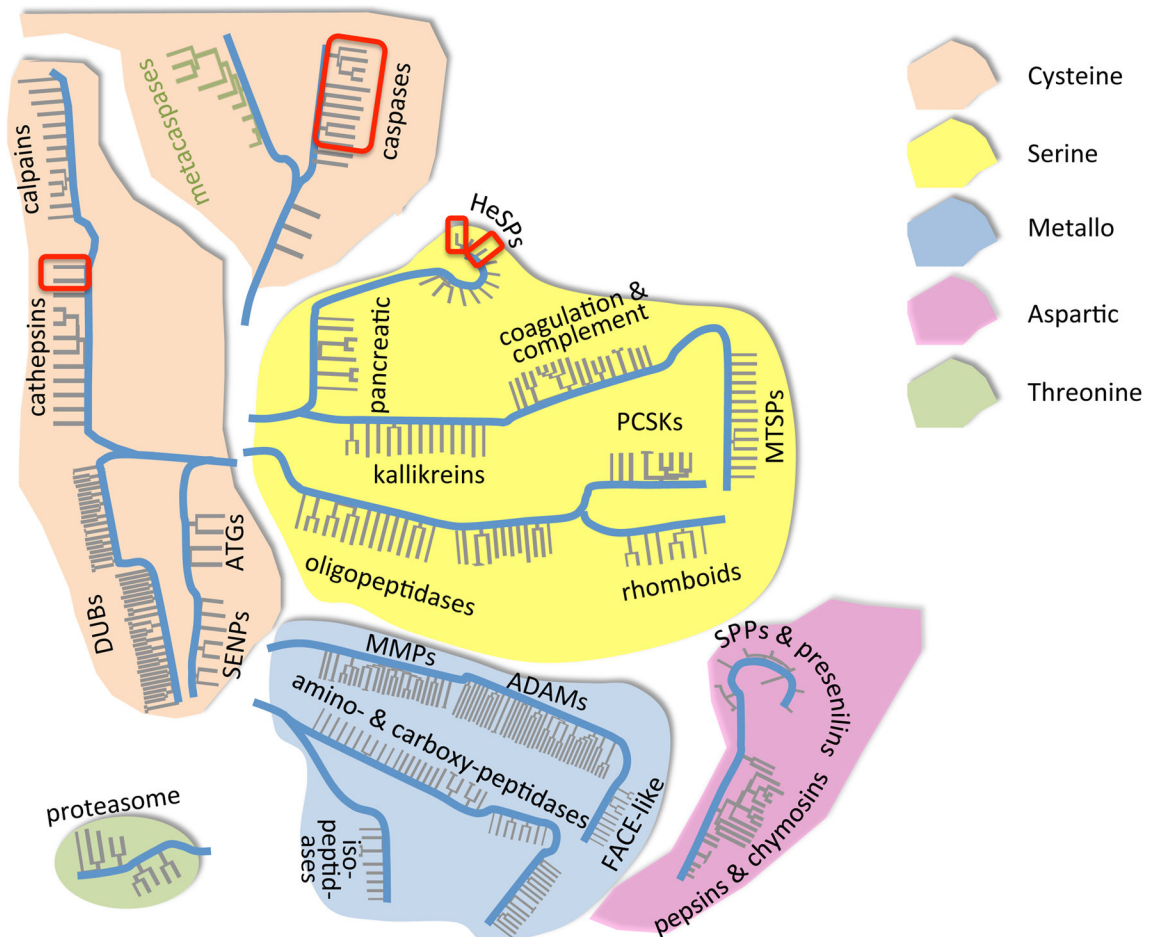 metacaspases
caspases
calpains
cathepsins
HeSPs
pancreatic
coagulation &
complement
kallikreins
PCSKs
MTSPs
oligopeptidases
rhomboids
DUBs
ATGs
SENPs
MMPs
ADAMs
amino- & carboxy-peptidases
FACE-like
iso-
peptid-
ases
SPPs & presenilins
pepsins & chymosins
proteasome
Cysteine
Serine
Metallo
Aspartic
Threonine